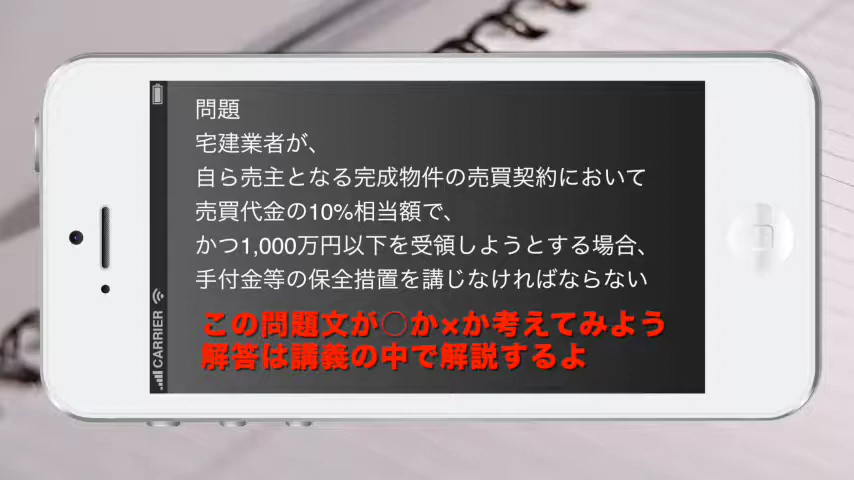 問題
宅建業者が、
自ら売主となる完成物件の売買契約において
売買代金の10%相当額で、
かつ1,000万円以下を受領しようとする場合、
手付金等の保全措置を講じなければならない
この問題文が○か×か考えてみよう
解答は講義の中で解説するよ
CARRIER